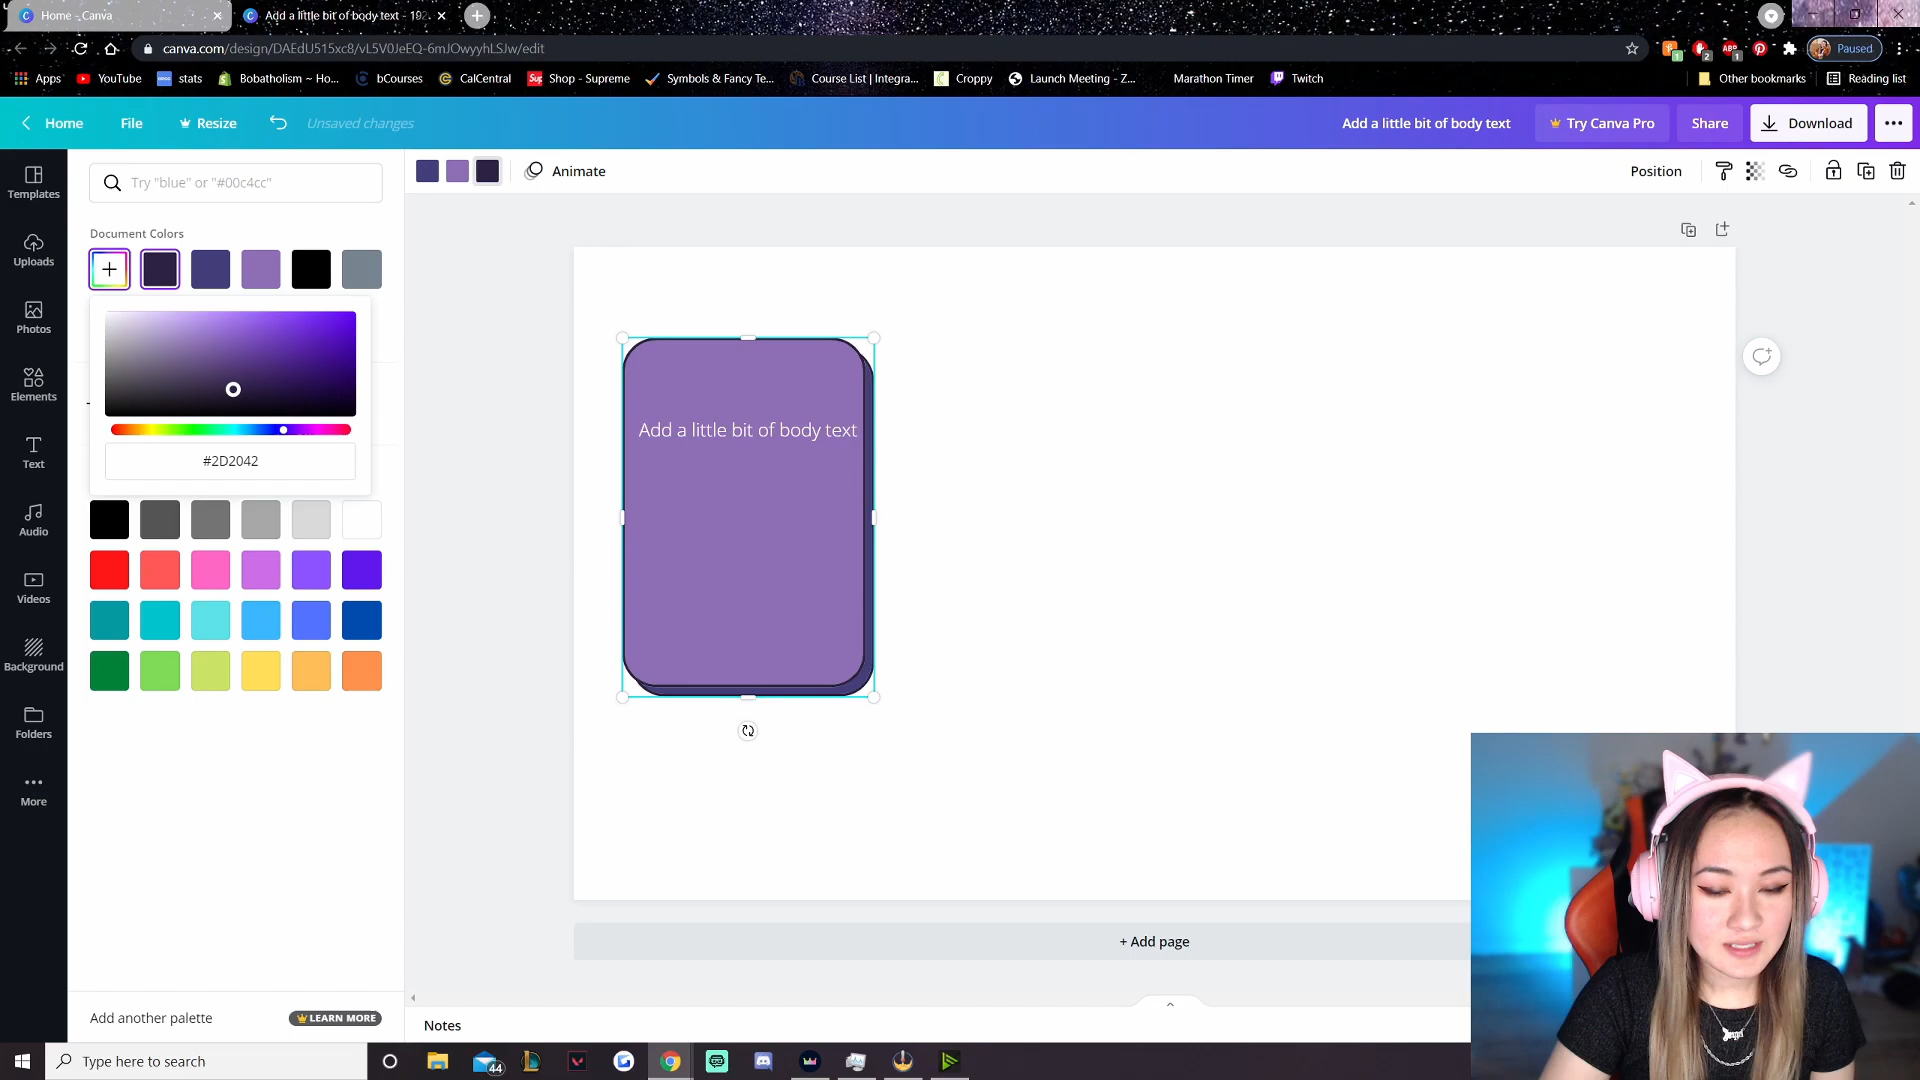 Home - Canva
Add a little bit of body text - 192
canva.com/design/DAEdU515xc8/vL5V0JeEQ-6mJOwyyhLSJw/edit
Paused
Apps YouTube stats Bobatholism ~ Ho... bCourses CalCentral Shop - Supreme Symbols & Fancy Te... Course List | Integra... Croppy Launch Meeting - Z... Marathon Timer Twitch Other bookmarks Reading list
Home File Resize Unsaved changes Add a little bit of body text Try Canva Pro Share Download
Try "blue" or "#00c4cc"
Animate Position
Templates
Uploads
Photos
Elements
Text
Audio
Videos
Background
Folders
More
Document Colors
#2D2042
Add a little bit of body text
+ Add page
Add another palette LEARN MORE
Notes
Type here to search
44